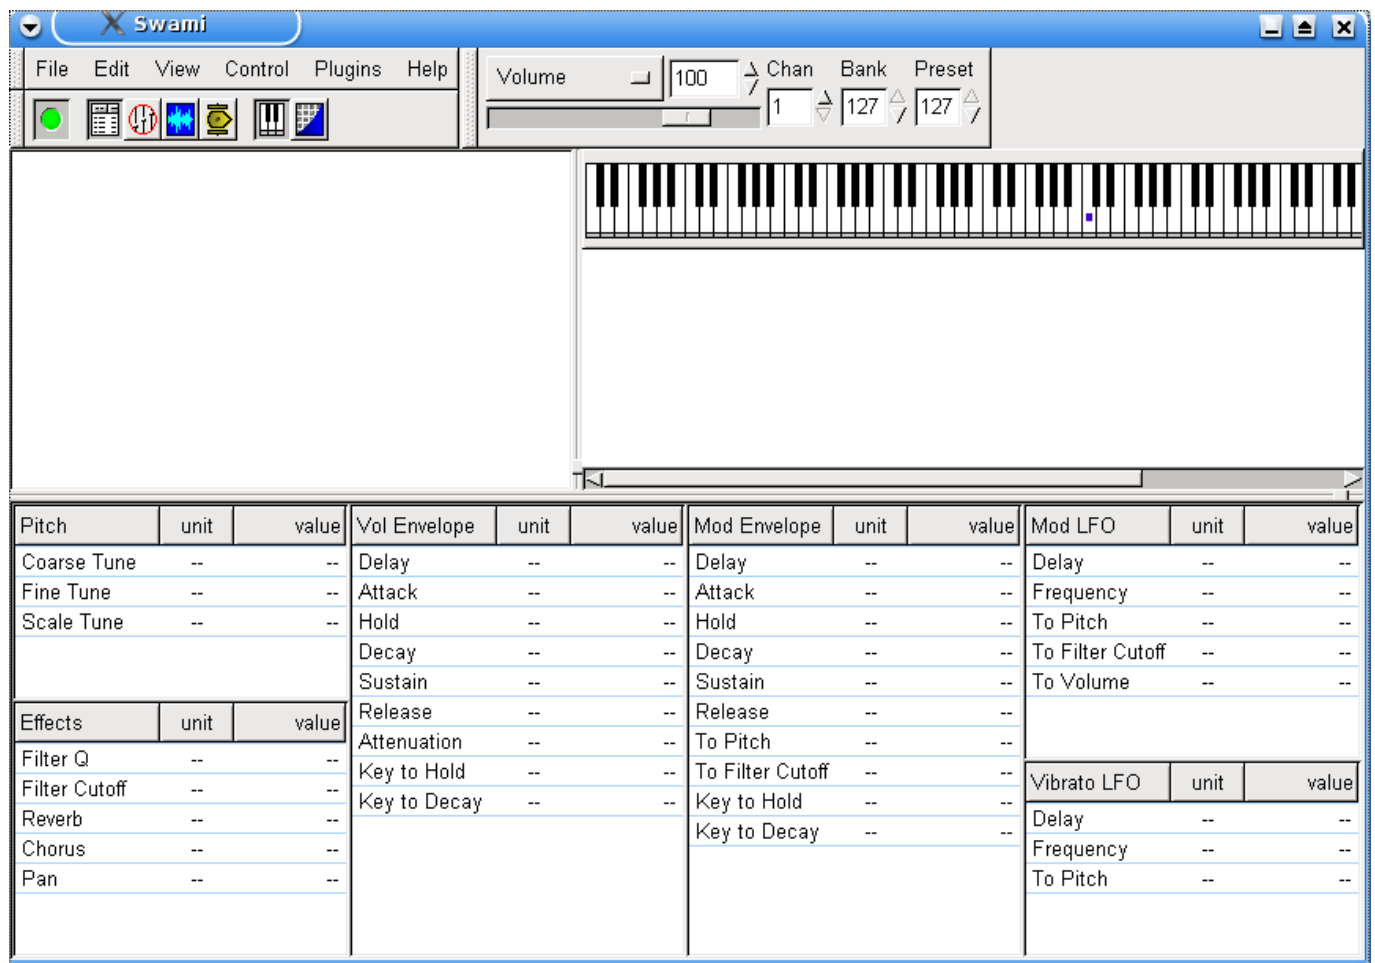 Swami
File Edit View Control Plugins Help
Volume 100 Chan Bank Preset
1 127 127
Pitch unit value
Coarse Tune -- --
Fine Tune -- --
Scale Tune -- --
Effects unit value
Filter Q -- --
Filter Cutoff -- --
Reverb -- --
Chorus -- --
Pan -- --
Vol Envelope unit value
Delay -- --
Attack -- --
Hold -- --
Decay -- --
Sustain -- --
Release -- --
Attenuation -- --
Key to Hold -- --
Key to Decay -- --
Mod Envelope unit value
Delay -- --
Attack -- --
Hold -- --
Decay -- --
Sustain -- --
Release -- --
To Pitch -- --
To Filter Cutoff -- --
Key to Hold -- --
Key to Decay -- --
Mod LFO unit value
Delay -- --
Frequency -- --
To Pitch -- --
To Filter Cutoff -- --
To Volume -- --
Vibrato LFO unit value
Delay -- --
Frequency -- --
To Pitch -- --